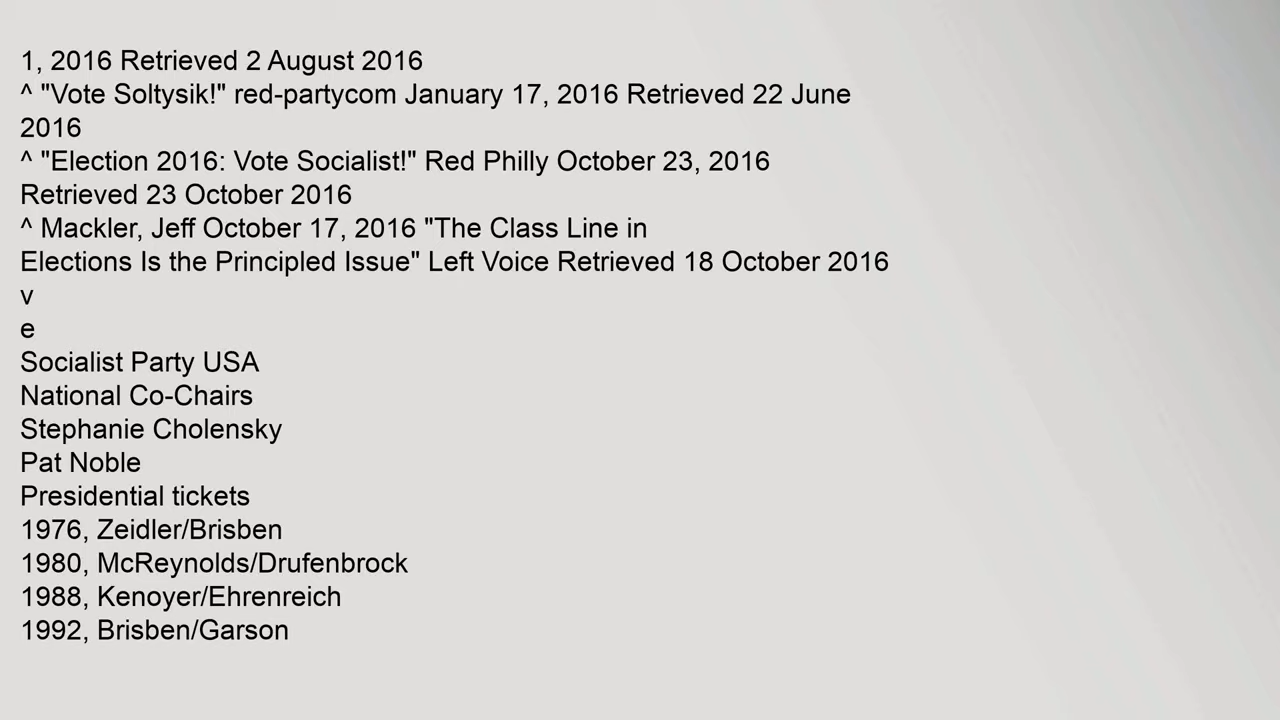 1, 2016 Retrieved 2 August 2016
^ "Vote Soltysik!" red-partycom January 17, 2016 Retrieved 22 June
2016
^ "Election 2016: Vote Socialist!" Red Philly October 23, 2016
Retrieved 23 October 2016
^ Mackler, Jeff October 17, 2016 "The Class Line in
Elections Is the Principled Issue" Left Voice Retrieved 18 October 2016
v
e
Socialist Party USA
National Co-Chairs
Stephanie Cholensky
Pat Noble
Presidential tickets
1976, Zeidler/Brisben
1980, McReynolds/Drufenbrock
1988, Kenoyer/Ehrenreich
1992, Brisben/Garson